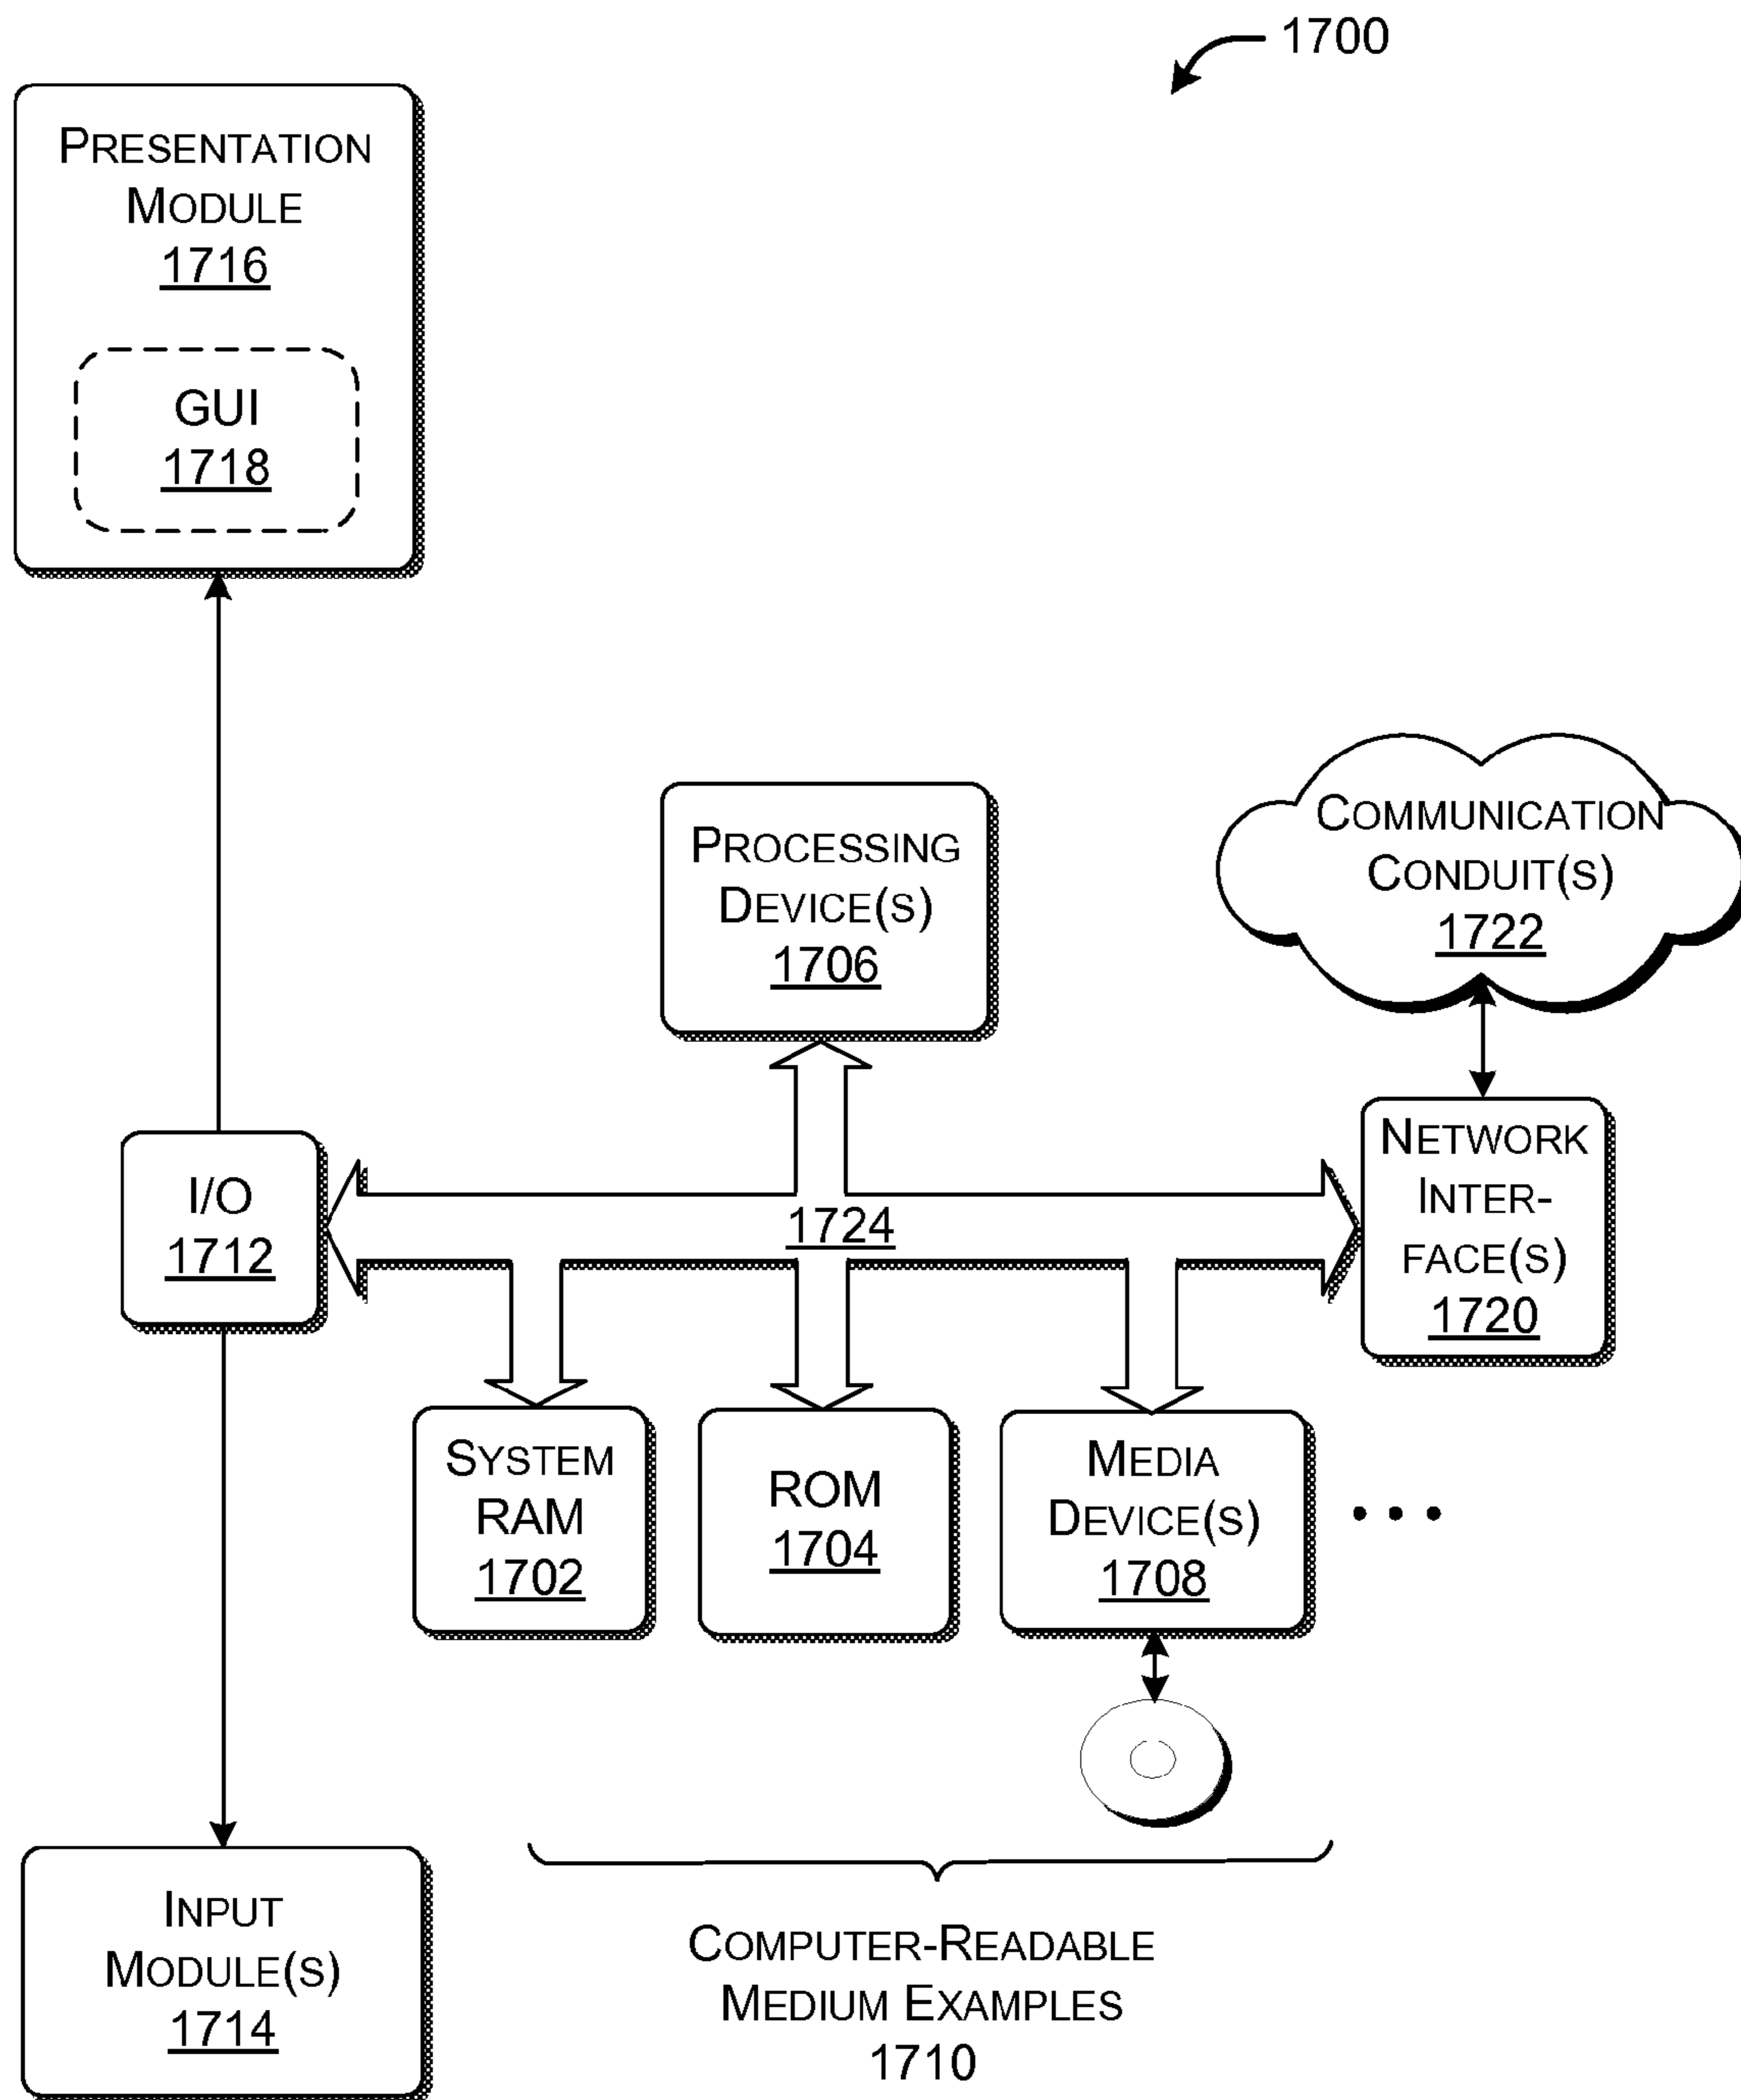 1700
PRESENTATION
MODULE
1716
GUI
1718
PROCESSING
DEVICE(S)
1706
COMMUNICATION
CONDUIT(S)
1722
I/O
1712
1724
NETWORK
INTER-
FACE(S)
1720
SYSTEM
RAM
1702
ROM
1704
MEDIA
DEVICE(S)
1708
INPUT
MODULE(S)
1714
COMPUTER-READABLE
MEDIUM EXAMPLES
1710